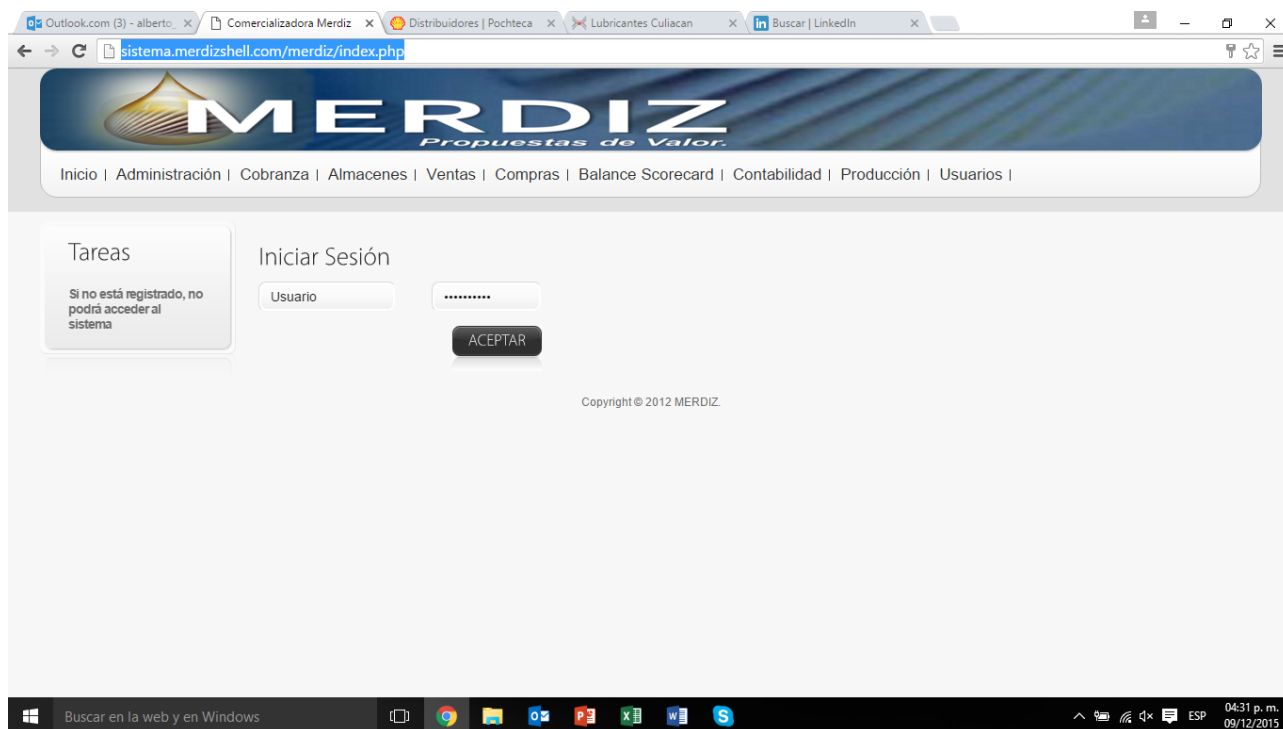 Outlook.com (3) - alberto_
Comercializadora Merdiz
Distribuidores | Pochteca
Lubricantes Culiacan
Buscar | LinkedIn
sistema.merdizshell.com/merdiz/index.php
MERDIZ
Propuestas de Valor.
Inicio | Administración | Cobranza | Almacenes | Ventas | Compras | Balance Scorecard | Contabilidad | Producción | Usuarios |
Tareas
Si no está registrado, no
podrá acceder al
sistema
Iniciar Sesión
Usuario
••••••••••
ACEPTAR
Copyright © 2012 MERDIZ.
Buscar en la web y en Windows
ESP
04:31 p. m.
09/12/2015